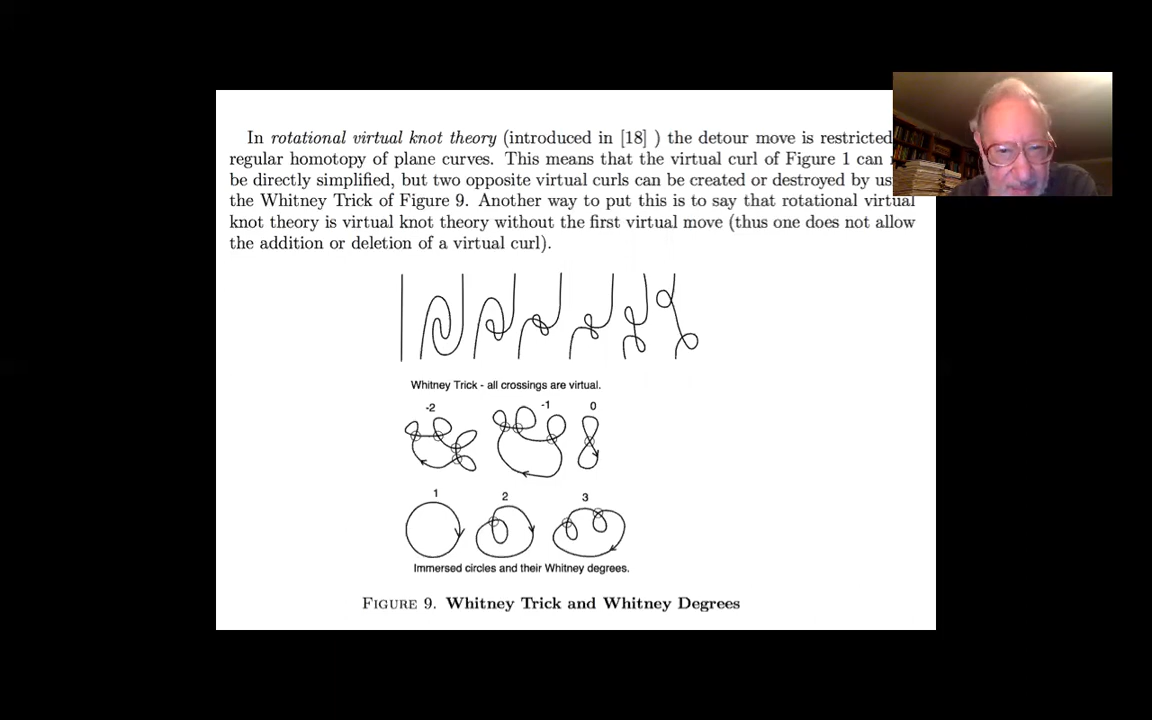 In rotational virtual knot theory (introduced in [18] ) the detour move is restricted
regular homotopy of plane curves. This means that the virtual curl of Figure 1 can
be directly simplified, but two opposite virtual curls can be created or destroyed by
the Whitney Trick of Figure 9. Another way to put this is to say that rotational virtual
knot theory is virtual knot theory without the first virtual move (thus one does not allow
the addition or deletion of a virtual curl).
Whitney Trick - all crossings are virtual.
-2 -1 0
1 2 3
Immersed circles and their Whitney degrees.
FIGURE 9. Whitney Trick and Whitney Degrees